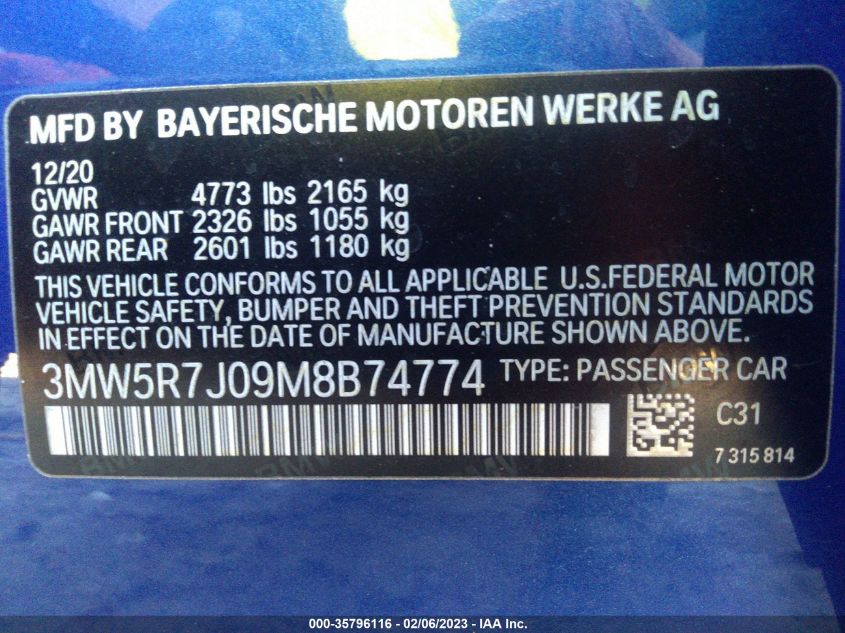 MFD BY BAYERISCHE MOTOREN WERKE AG
12/20
GVWR 4773 lbs 2165 kg
GAWR FRONT 2326 lbs 1055 kg
GAWR REAR 2601 lbs 1180 kg
THIS VEHICLE CONFORMS TO ALL APPLICABLE U.S.FEDERAL MOTOR
VEHICLE SAFETY, BUMPER AND THEFT PREVENTION STANDARDS
IN EFFECT ON THE DATE OF MANUFACTURE SHOWN ABOVE.
3MW5R7J09M8B74774 TYPE: PASSENGER CAR
C31
7 315 814
000-35796116 - 02/06/2023 - IAA Inc.